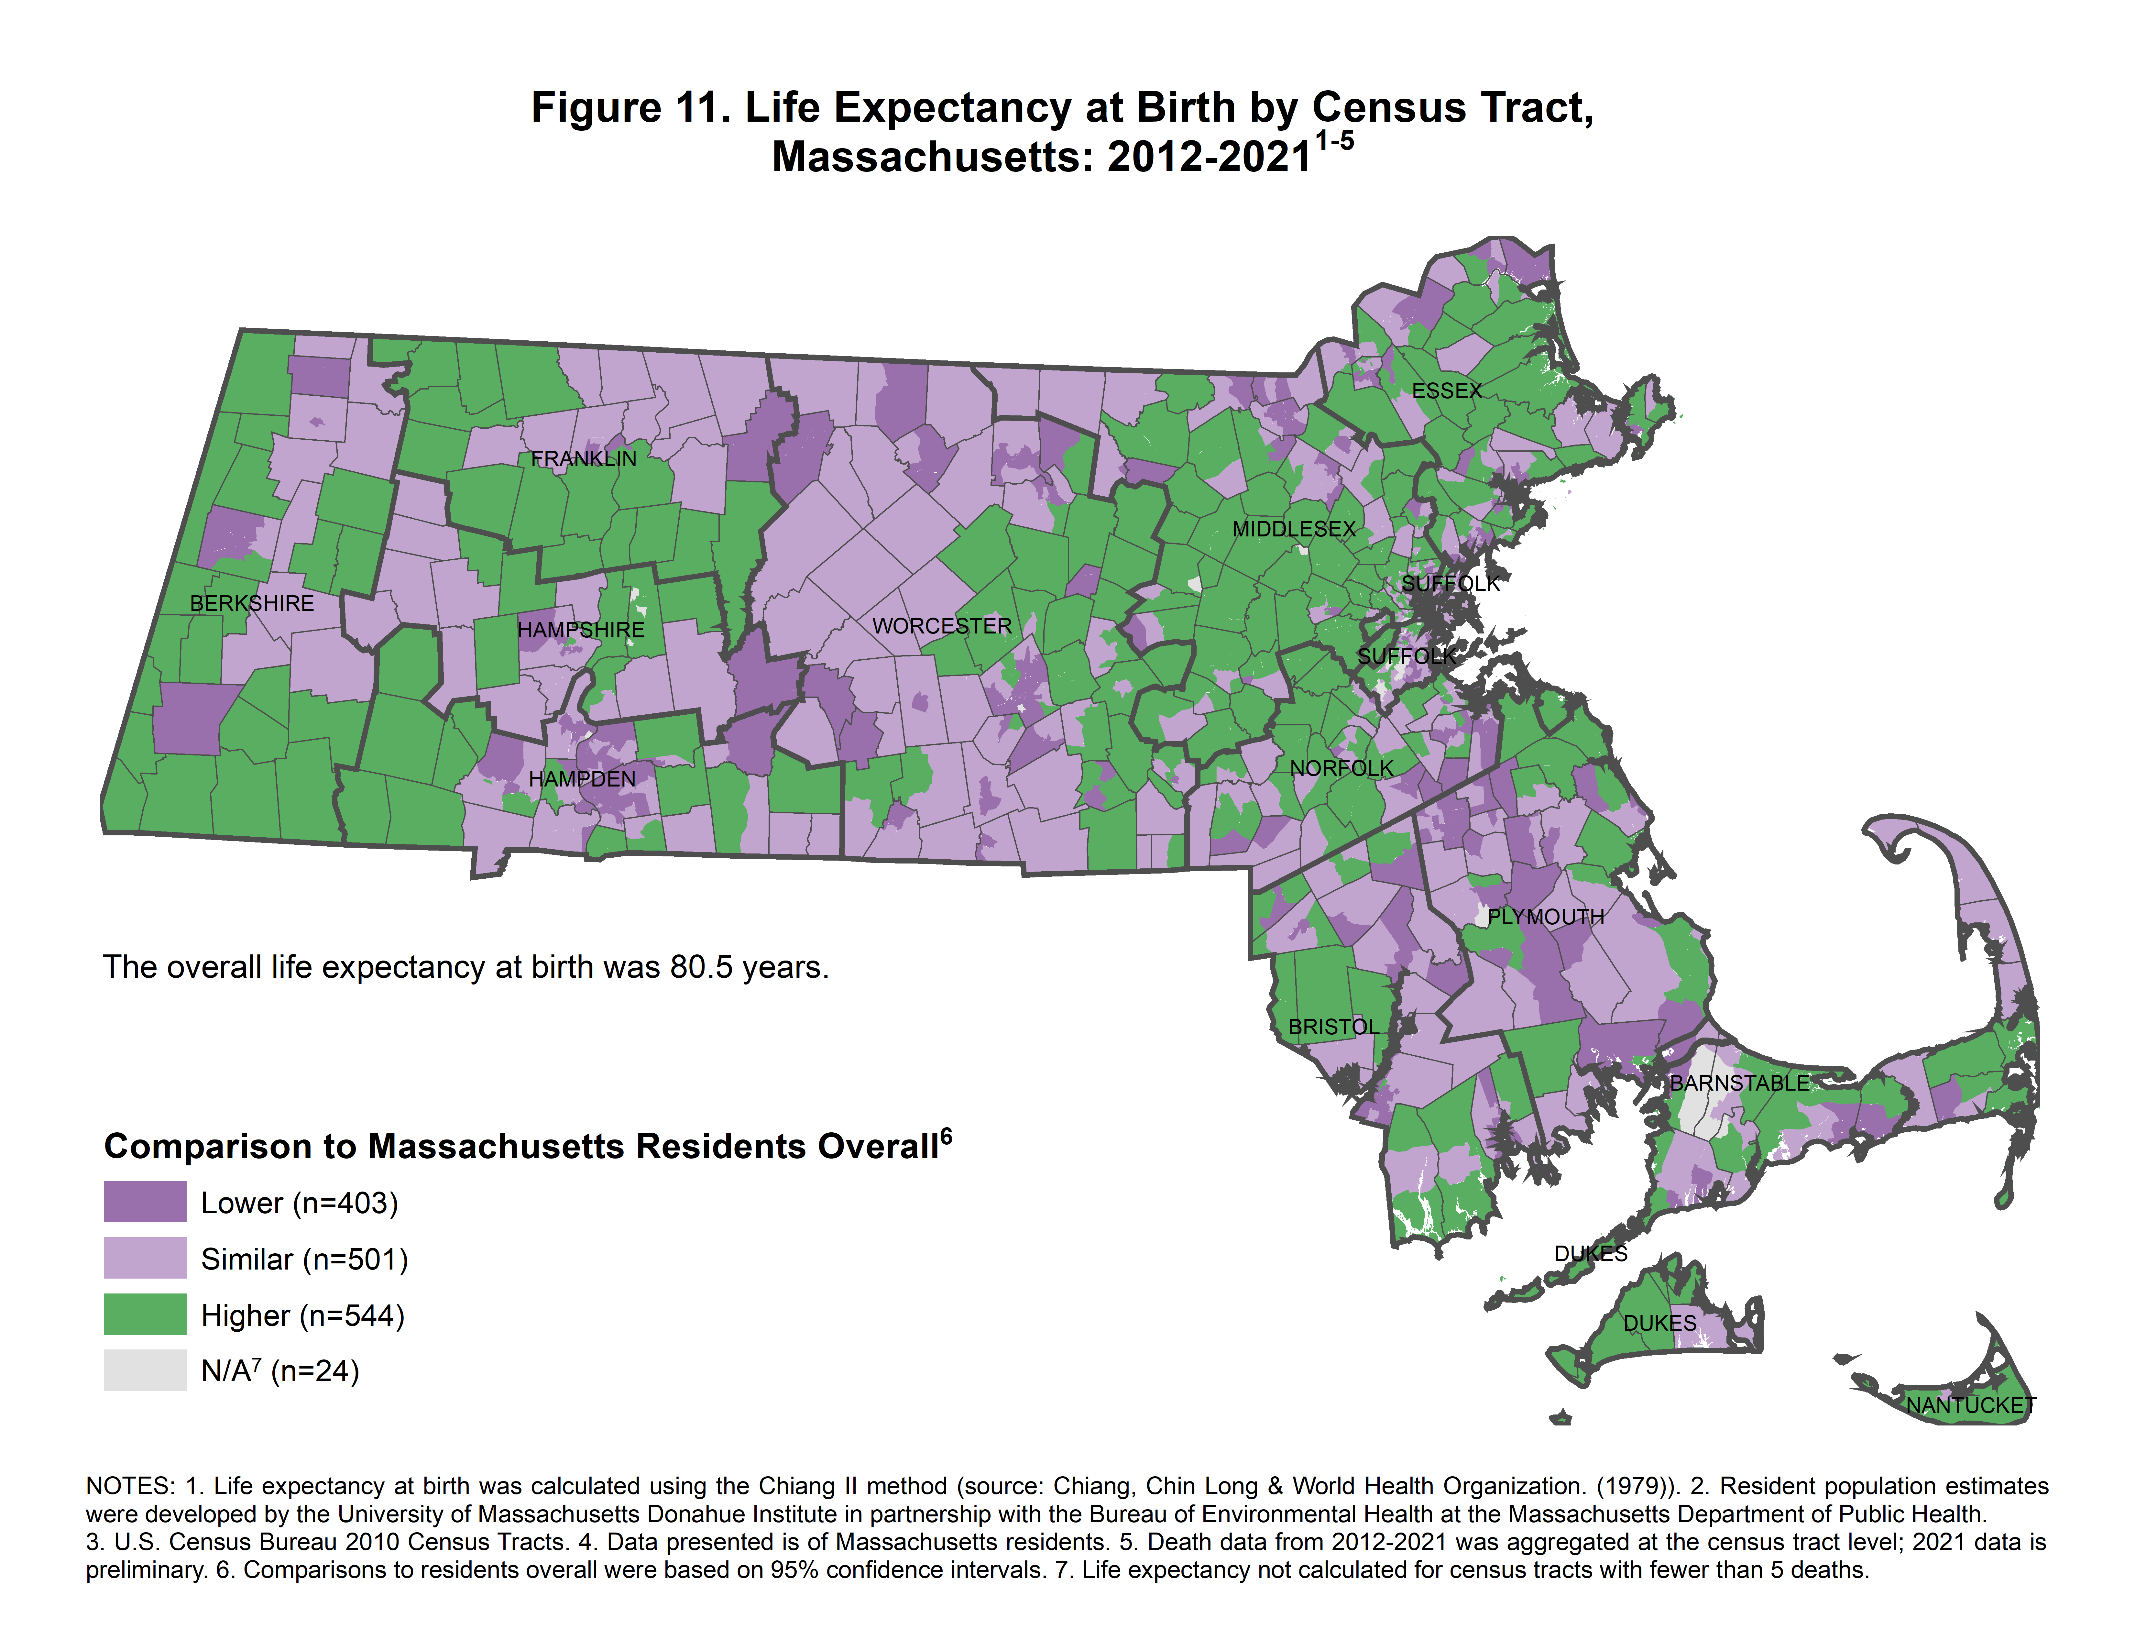 Figure 11. Life Expectancy at Birth by Census Tract,
Massachusetts: 2012-2021¹⁻⁵
ESSEX
FRANKLIN
MIDDLESEX
SUFFOLK
BERKSHIRE
HAMPSHIRE
WORCESTER
SUFFOLK
NORFOLK
HAMPDEN
PLYMOUTH
The overall life expectancy at birth was 80.5 years.
BRISTOL
BARNSTABLE
Comparison to Massachusetts Residents Overall⁶
Lower (n=403)
Similar (n=501)
Higher (n=544)
N/A⁷ (n=24)
DUKES
DUKES
NANTUCKET
NOTES: 1. Life expectancy at birth was calculated using the Chiang II method (source: Chiang, Chin Long & World Health Organization. (1979)). 2. Resident population estimates
were developed by the University of Massachusetts Donahue Institute in partnership with the Bureau of Environmental Health at the Massachusetts Department of Public Health.
3. U.S. Census Bureau 2010 Census Tracts. 4. Data presented is of Massachusetts residents. 5. Death data from 2012-2021 was aggregated at the census tract level; 2021 data is
preliminary. 6. Comparisons to residents overall were based on 95% confidence intervals. 7. Life expectancy not calculated for census tracts with fewer than 5 deaths.